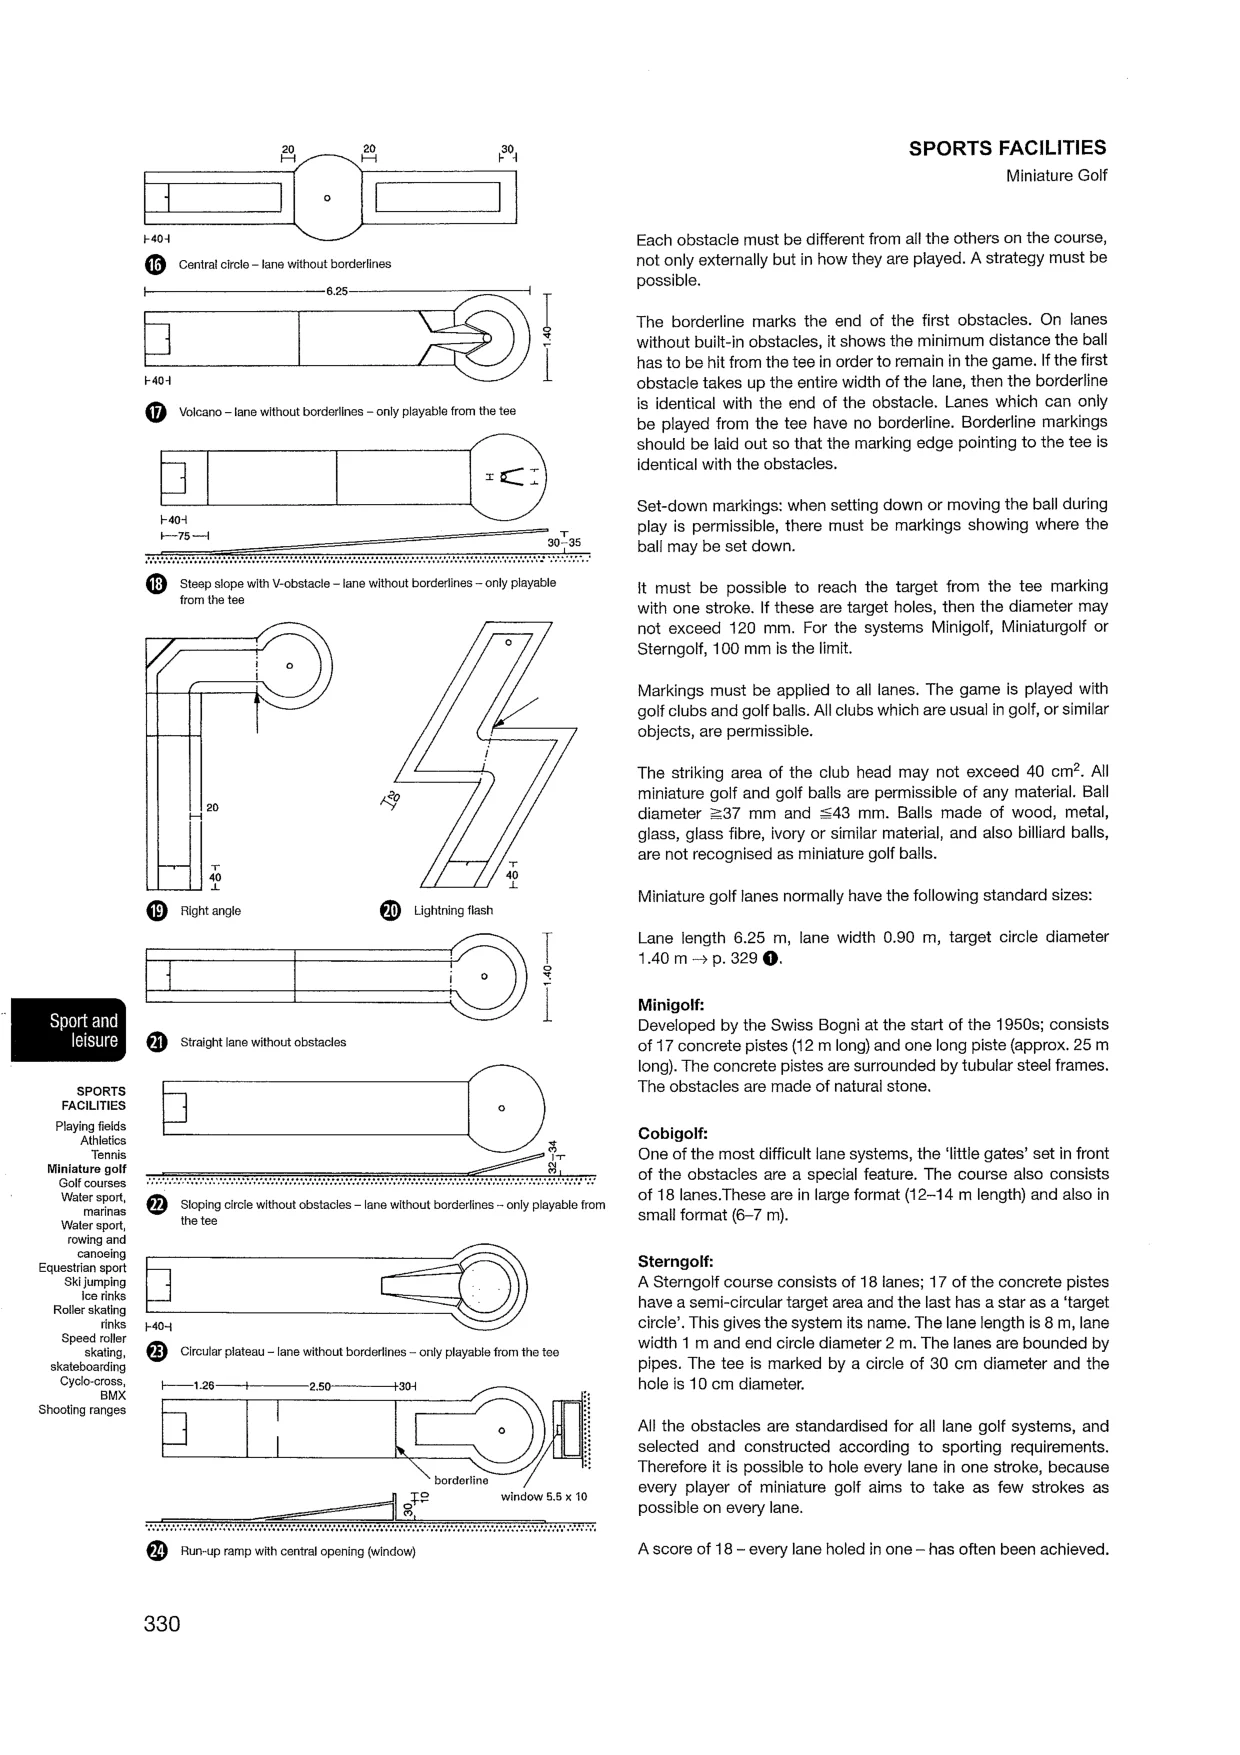 SPORTS FACILITIES
Miniature Golf
20
20
30
40
16 Central circle – lane without borderlines
6.25
1.40
40
17 Volcano – lane without borderlines – only playable from the tee
40
75
30–35
18 Steep slope with V-obstacle – lane without borderlines – only playable
from the tee
20
40
19 Right angle
20
40
20 Lightning flash
1.40
21 Straight lane without obstacles
32–34
22 Sloping circle without obstacles – lane without borderlines – only playable from
the tee
40
23 Circular plateau – lane without borderlines – only playable from the tee
1.26
2.50
30
borderline
window 5.5 x 10
30
10
24 Run-up ramp with central opening (window)
Sport and
leisure
SPORTS
FACILITIES
Playing fields
Athletics
Tennis
Miniature golf
Golf courses
Water sport,
marinas
Water sport,
rowing and
canoeing
Equestrian sport
Ski jumping
Ice rinks
Roller skating
rinks
Speed roller
skating,
skateboarding
Cyclo-cross,
BMX
Shooting ranges
Each obstacle must be different from all the others on the course,
not only externally but in how they are played. A strategy must be
possible.
The borderline marks the end of the first obstacles. On lanes
without built-in obstacles, it shows the minimum distance the ball
has to be hit from the tee in order to remain in the game. If the first
obstacle takes up the entire width of the lane, then the borderline
is identical with the end of the obstacle. Lanes which can only
be played from the tee have no borderline. Borderline markings
should be laid out so that the marking edge pointing to the tee is
identical with the obstacles.
Set-down markings: when setting down or moving the ball during
play is permissible, there must be markings showing where the
ball may be set down.
It must be possible to reach the target from the tee marking
with one stroke. If these are target holes, then the diameter may
not exceed 120 mm. For the systems Minigolf, Miniaturgolf or
Sterngolf, 100 mm is the limit.
Markings must be applied to all lanes. The game is played with
golf clubs and golf balls. All clubs which are usual in golf, or similar
objects, are permissible.
The striking area of the club head may not exceed 40 cm². All
miniature golf and golf balls are permissible of any material. Ball
diameter ≧37 mm and ≦43 mm. Balls made of wood, metal,
glass, glass fibre, ivory or similar material, and also billiard balls,
are not recognised as miniature golf balls.
Miniature golf lanes normally have the following standard sizes:
Lane length 6.25 m, lane width 0.90 m, target circle diameter
1.40 m → p. 329 ❶.
Minigolf:
Developed by the Swiss Bogni at the start of the 1950s; consists
of 17 concrete pistes (12 m long) and one long piste (approx. 25 m
long). The concrete pistes are surrounded by tubular steel frames.
The obstacles are made of natural stone.
Cobigolf:
One of the most difficult lane systems, the ‘little gates’ set in front
of the obstacles are a special feature. The course also consists
of 18 lanes.These are in large format (12–14 m length) and also in
small format (6–7 m).
Sterngolf:
A Sterngolf course consists of 18 lanes; 17 of the concrete pistes
have a semi-circular target area and the last has a star as a ‘target
circle’. This gives the system its name. The lane length is 8 m, lane
width 1 m and end circle diameter 2 m. The lanes are bounded by
pipes. The tee is marked by a circle of 30 cm diameter and the
hole is 10 cm diameter.
All the obstacles are standardised for all lane golf systems, and
selected and constructed according to sporting requirements.
Therefore it is possible to hole every lane in one stroke, because
every player of miniature golf aims to take as few strokes as
possible on every lane.
A score of 18 – every lane holed in one – has often been achieved.
330